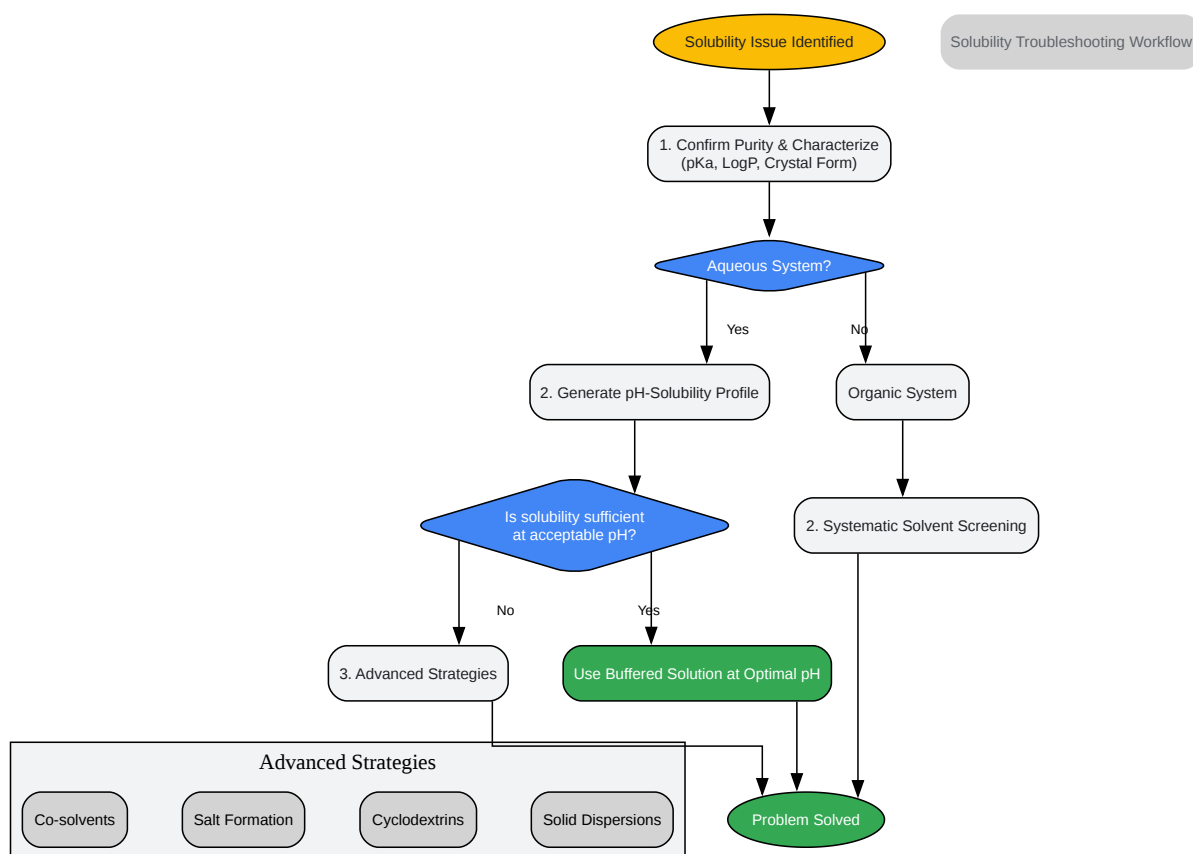 Solubility Issue Identified
Solubility Troubleshooting Workflow
1. Confirm Purity & Characterize
(pKa, LogP, Crystal Form)
Aqueous System?
Yes
No
2. Generate pH-Solubility Profile
Organic System
Is solubility sufficient
at acceptable pH?
2. Systematic Solvent Screening
No
Yes
3. Advanced Strategies
Use Buffered Solution at Optimal pH
Advanced Strategies
Co-solvents
Salt Formation
Cyclodextrins
Solid Dispersions
Problem Solved